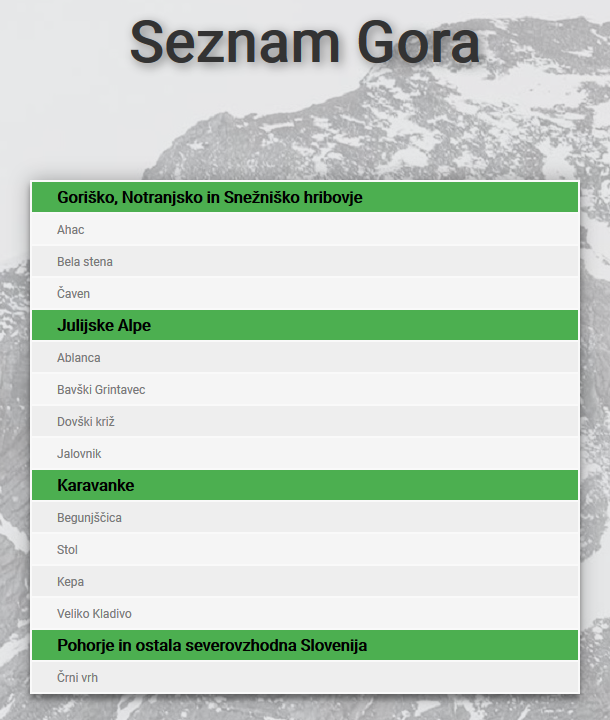 Seznam Gora
Goriško, Notranjsko in Snežniško hribovje
Ahac
Bela stena
Čaven
Julijske Alpe
Ablanca
Bavški Grintavec
Dovški križ
Jalovnik
Karavanke
Begunjščica
Stol
Kepa
Veliko Kladivo
Pohorje in ostala severovzhodna Slovenija
Črni vrh